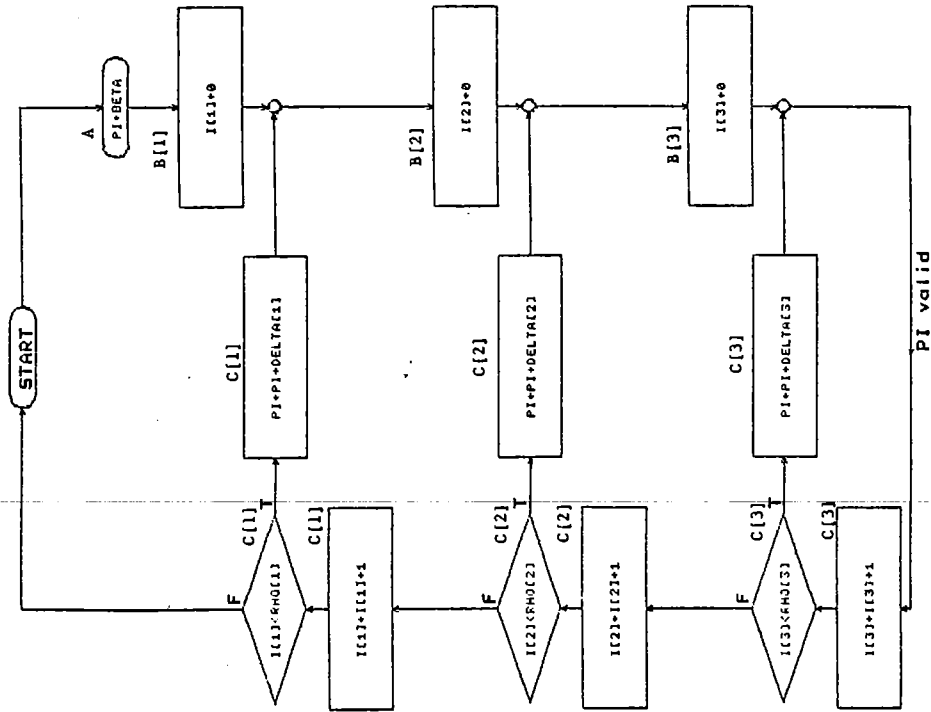 START
A
PI+BETA
B[1]
I[1]+0
C[1]
PI+PI+DELTA[1]
C[1]
T
F
I[1]<RHO[1]
C[1]
I[1]+I[1]+1
B[2]
I[2]+0
C[2]
PI+PI+DELTA[2]
C[2]
T
F
I[2]<RHO[2]
C[2]
I[2]+I[2]+1
B[3]
I[3]+0
C[3]
PI+PI+DELTA[3]
C[3]
T
F
I[3]<RHO[3]
C[3]
I[3]+I[3]+1
PI valid